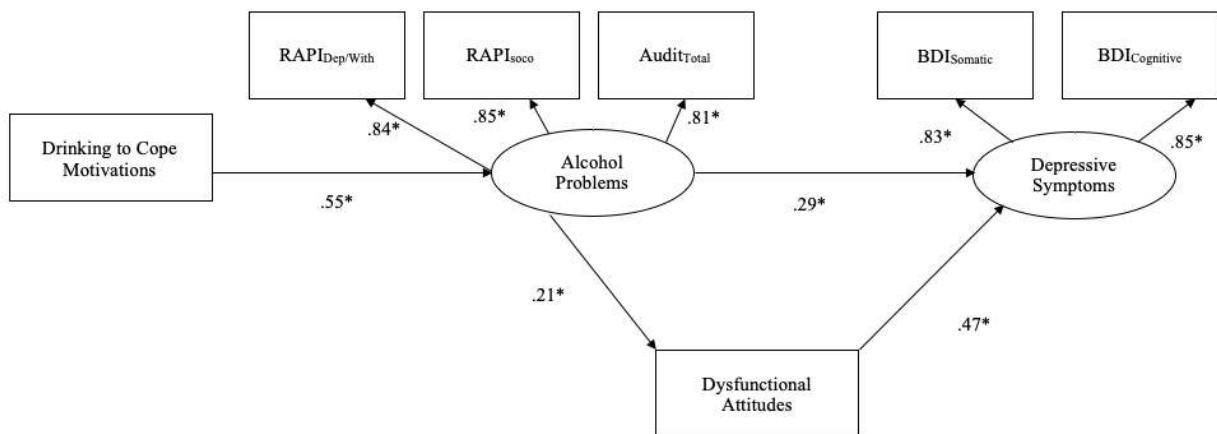 RAPIDep/With
RAPIsoco
AuditTotal
BDISomatic
BDICognitive
.84*
.85*
.81*
.83*
.85*
Drinking to Cope
Motivations
Alcohol
Problems
Depressive
Symptoms
.55*
.29*
.21*
.47*
Dysfunctional
Attitudes